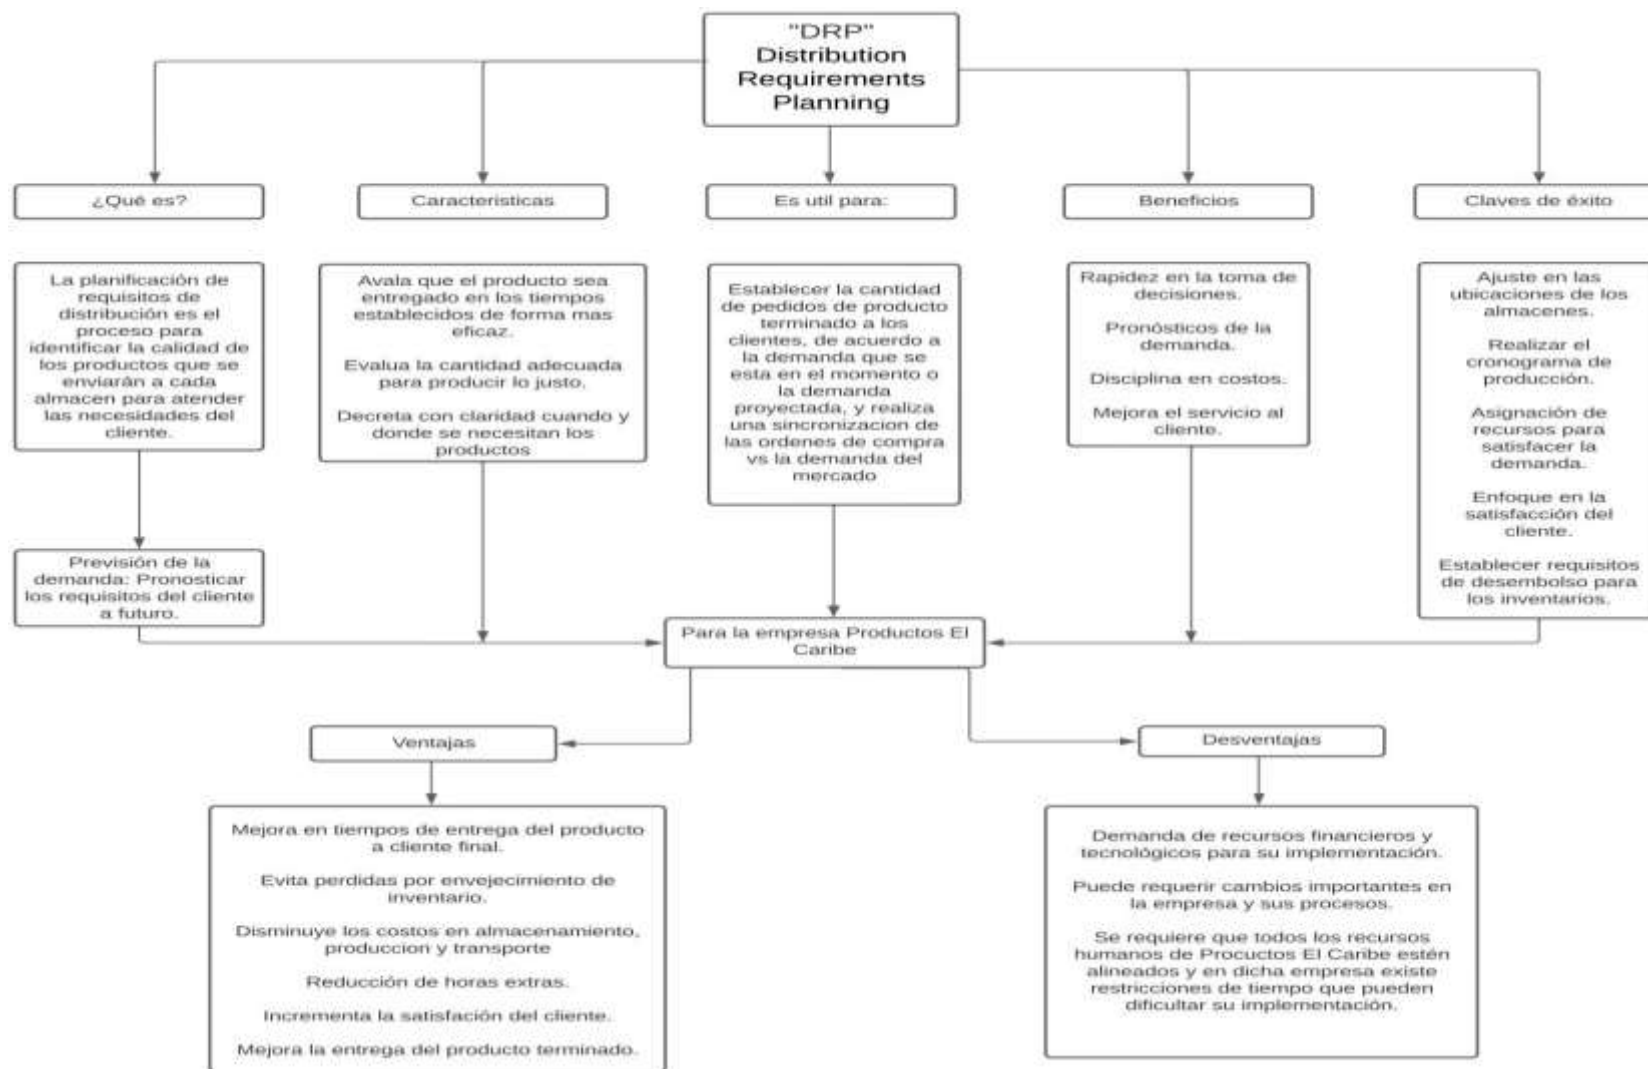 "DRP"
Distribution
Requirements
Planning
¿Qué es?
Caracteristicas
Es util para:
Beneficios
Claves de éxito
La planificación de
requisitos de
distribución es el
proceso para
identificar la calidad de
los productos que se
enviarán a cada
almacen para atender
las necesidades del
cliente.
Avala que el producto sea
entregado en los tiempos
establecidos de forma mas
eficaz.
Evalua la cantidad adecuada
para producir lo justo.
Decreta con claridad cuando y
donde se necesitan los
productos
Establecer la cantidad
de pedidos de producto
terminado a los
clientes, de acuerdo a
la demanda que se
esta en el momento o
la demanda
proyectada, y realiza
una sincronizacion de
las ordenes de compra
vs la demanda del
mercado
Rapidez en la toma de
decisiones.
Pronósticos de la
demanda.
Disciplina en costos.
Mejora el servicio al
cliente.
Ajuste en las
ubicaciones de los
almacenes.
Realizar el
cronograma de
producción.
Asignación de
recursos para
satisfacer la
demanda.
Enfoque en la
satisfacción del
cliente.
Establecer requisitos
de desembolso para
los inventarios.
Previsión de la
demanda: Pronosticar
los requisitos del cliente
a futuro.
Para la empresa Productos El
Caribe
Ventajas
Desventajas
Mejora en tiempos de entrega del producto
a cliente final.
Evita perdidas por envejecimiento de
inventario.
Disminuye los costos en almacenamiento,
produccion y transporte
Reducción de horas extras.
Incrementa la satisfación del cliente.
Mejora la entrega del producto terminado.
Demanda de recursos financieros y
tecnológicos para su implementación.
Puede requerir cambios importantes en
la empresa y sus procesos.
Se requiere que todos los recursos
humanos de Procuctos El Caribe estén
alineados y en dicha empresa existe
restricciones de tiempo que pueden
dificultar su implementación.